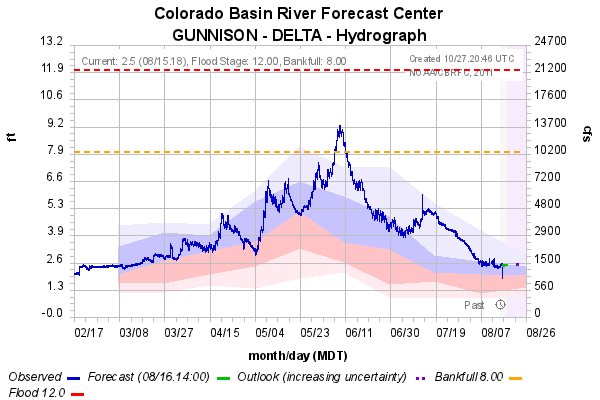 Colorado Basin River Forecast Center
GUNNISON - DELTA - Hydrograph
Current: 2.5 (08/15.18), Flood Stage: 12.00, Bankfull: 8.00
Created 10/27.20:46 UTC
NOAA/CBRFC, 2011
ft
13.2
11.9
10.6
9.2
7.9
6.6
5.3
3.9
2.6
1.3
-0.0
24700
21200
17600
13700
10200
7200
4800
2900
1500
560
0
cfs
Past
02/17 03/08 03/27 04/15 05/04 05/23 06/11 06/30 07/19 08/07 08/26
month/day (MDT)
Observed Forecast (08/16.14:00) Outlook (increasing uncertainty) Bankfull 8.00
Flood 12.0